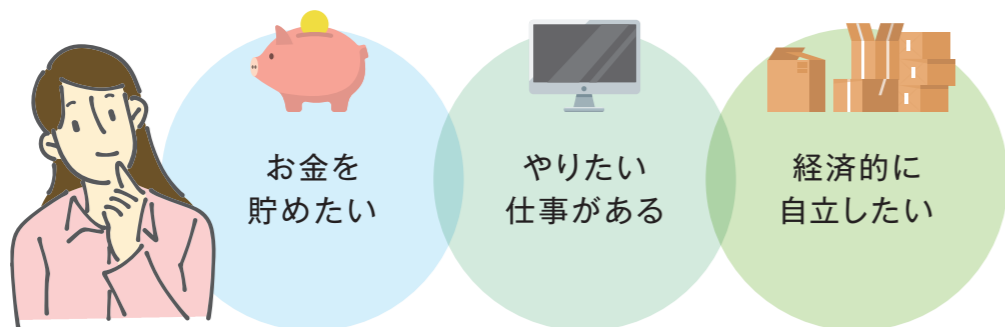 お金を
貯めたい
やりたい
仕事がある
経済的に
自立したい